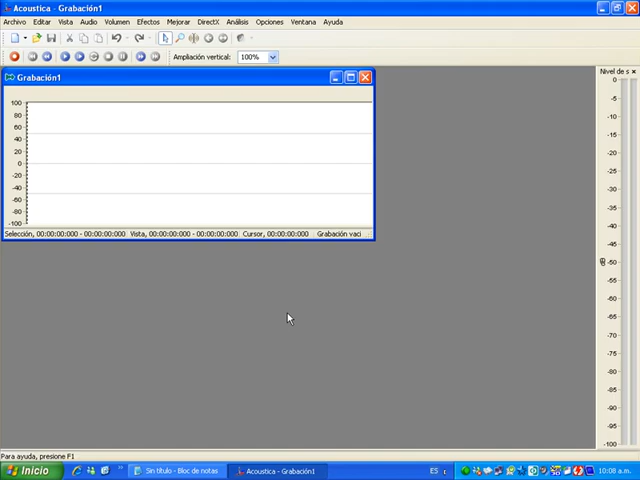 Acoustica - Grabación1
Archivo Editar Vista Audio Volumen Efectos Mejorar DirectX Análisis Opciones Ventana Ayuda
Ampliación vertical: 100%
Grabación1
100
80
60
40
20
0
-20
-40
-60
-80
-100
Selección, 00:00:00:000 - 00:00:00:000 Vista, 00:00:00:000 - 00:00:00:000 Cursor, 00:00:00:000 Grabación vací
Nivel de s
0
-5
-10
-15
-20
-25
-30
-35
-40
-45
-50
-55
-60
-65
-70
-75
-80
-85
-90
-95
-100
Para ayuda, presione F1
Inicio
Sin título - Bloc de notas
Acoustica - Grabación1
ES
10:08 a.m.